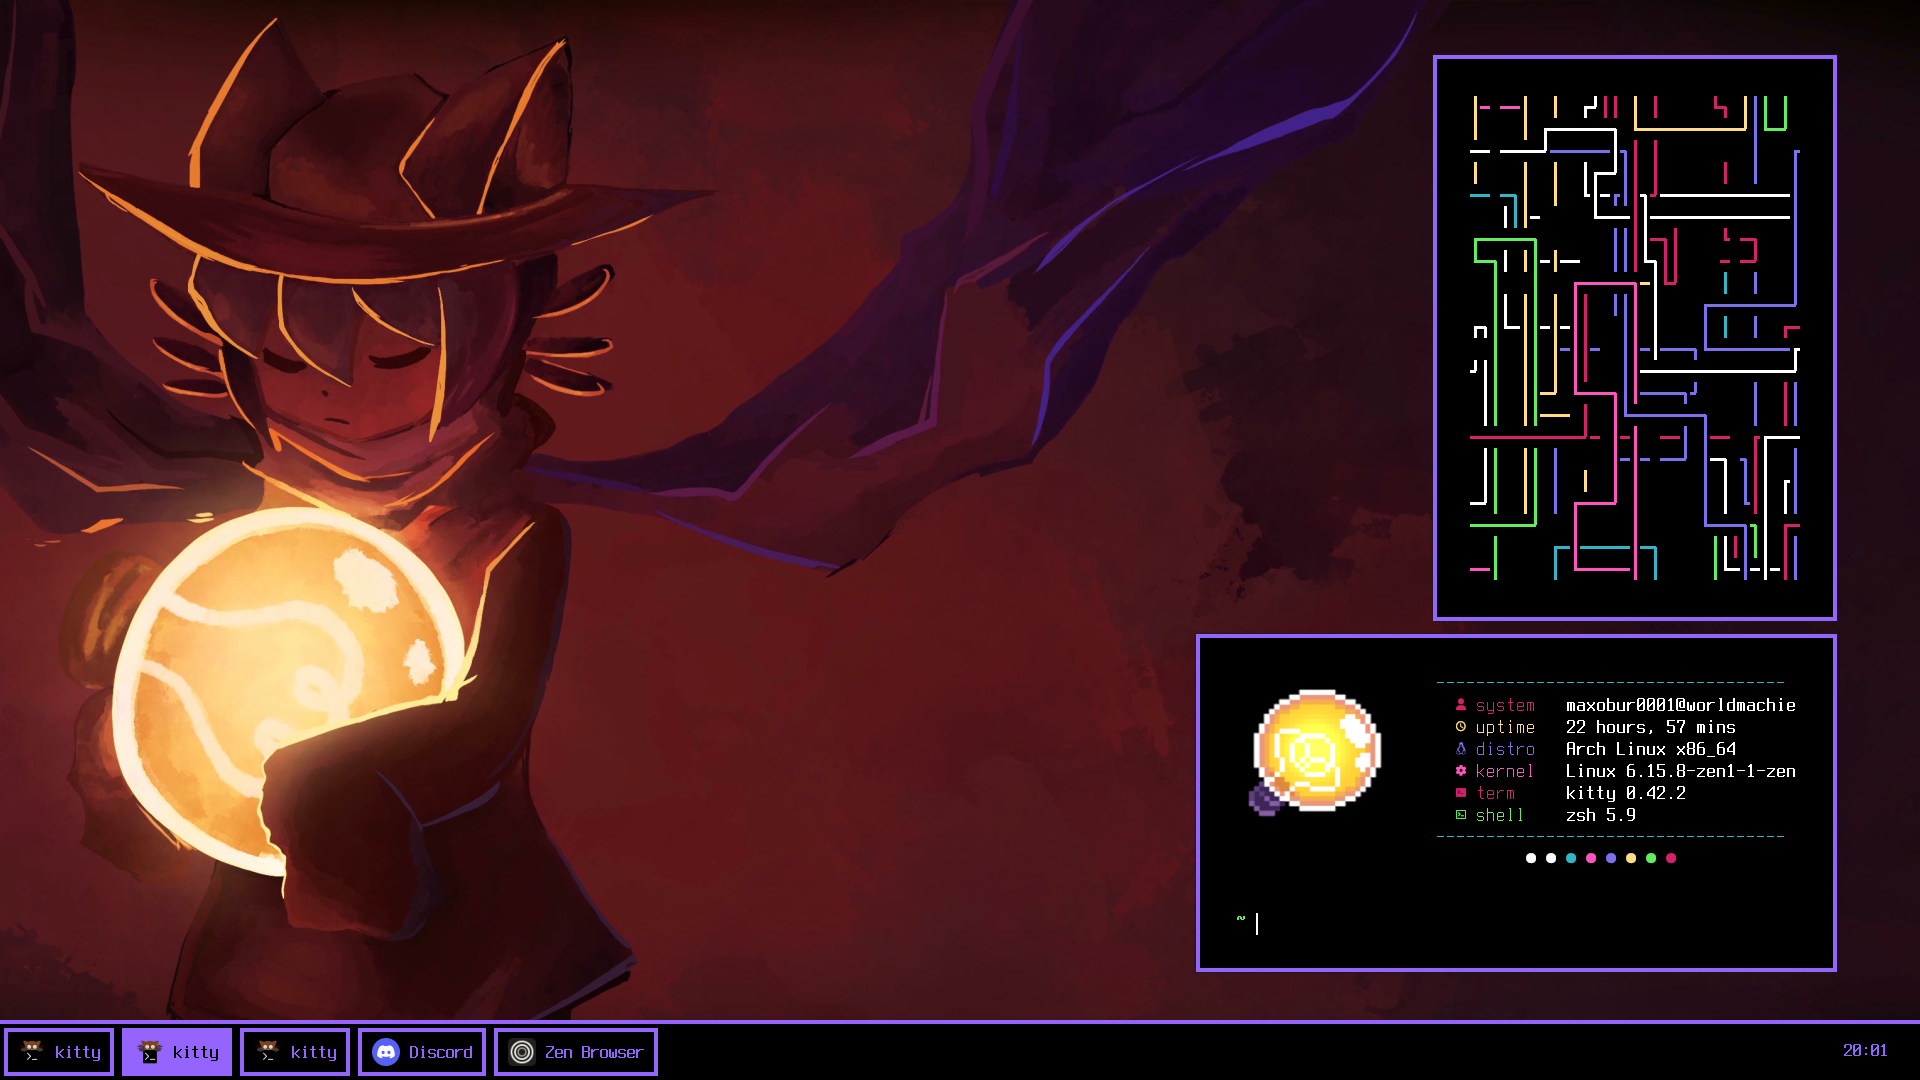 system maxobur0001@worldmachie
uptime 22 hours, 57 mins
distro Arch Linux x86_64
kernel Linux 6.15.8-zen1-1-zen
term kitty 0.42.2
shell zsh 5.9
~
kitty kitty kitty Discord Zen Browser 20:01